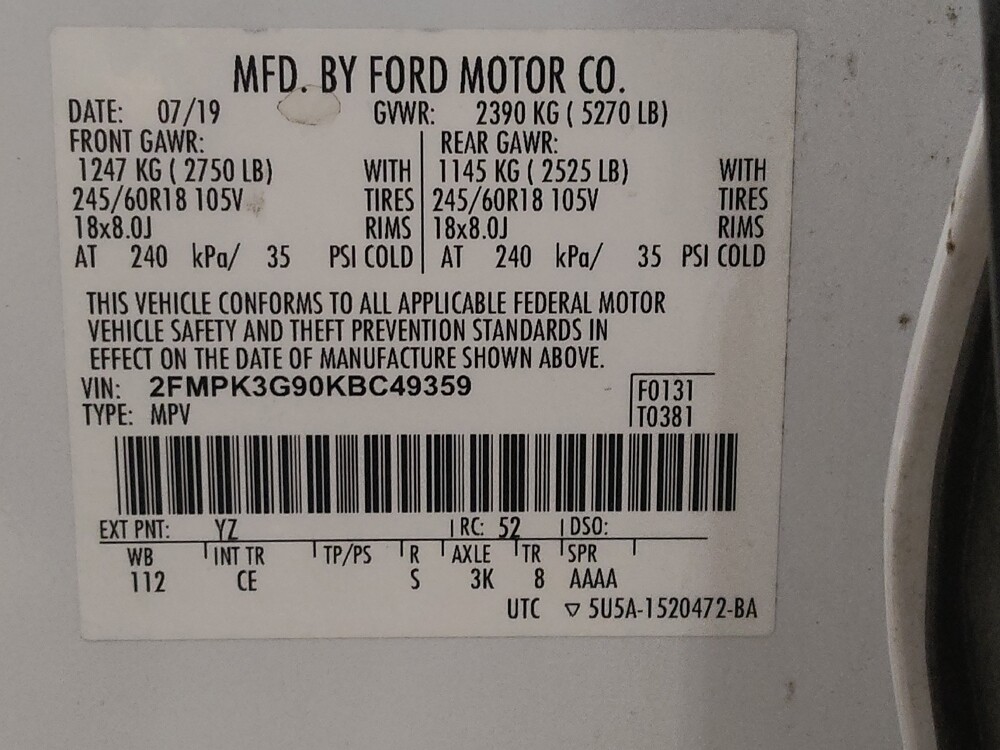 MFD. BY FORD MOTOR CO.
DATE: 07/19 GVWR: 2390 KG ( 5270 LB)
FRONT GAWR: REAR GAWR:
1247 KG ( 2750 LB) WITH 1145 KG ( 2525 LB) WITH
245/60R18 105V TIRES 245/60R18 105V TIRES
18x8.0J RIMS 18x8.0J RIMS
AT 240 kPa/ 35 PSI COLD AT 240 kPa/ 35 PSI COLD
THIS VEHICLE CONFORMS TO ALL APPLICABLE FEDERAL MOTOR
VEHICLE SAFETY AND THEFT PREVENTION STANDARDS IN
EFFECT ON THE DATE OF MANUFACTURE SHOWN ABOVE.
VIN: 2FMPK3G90KBC49359 F0131
TYPE: MPV T0381
EXT PNT: YZ RC: 52 DSO:
WB INT TR TP/PS R AXLE TR SPR
112 CE S 3K 8 AAAA
UTC ▽ 5U5A-1520472-BA